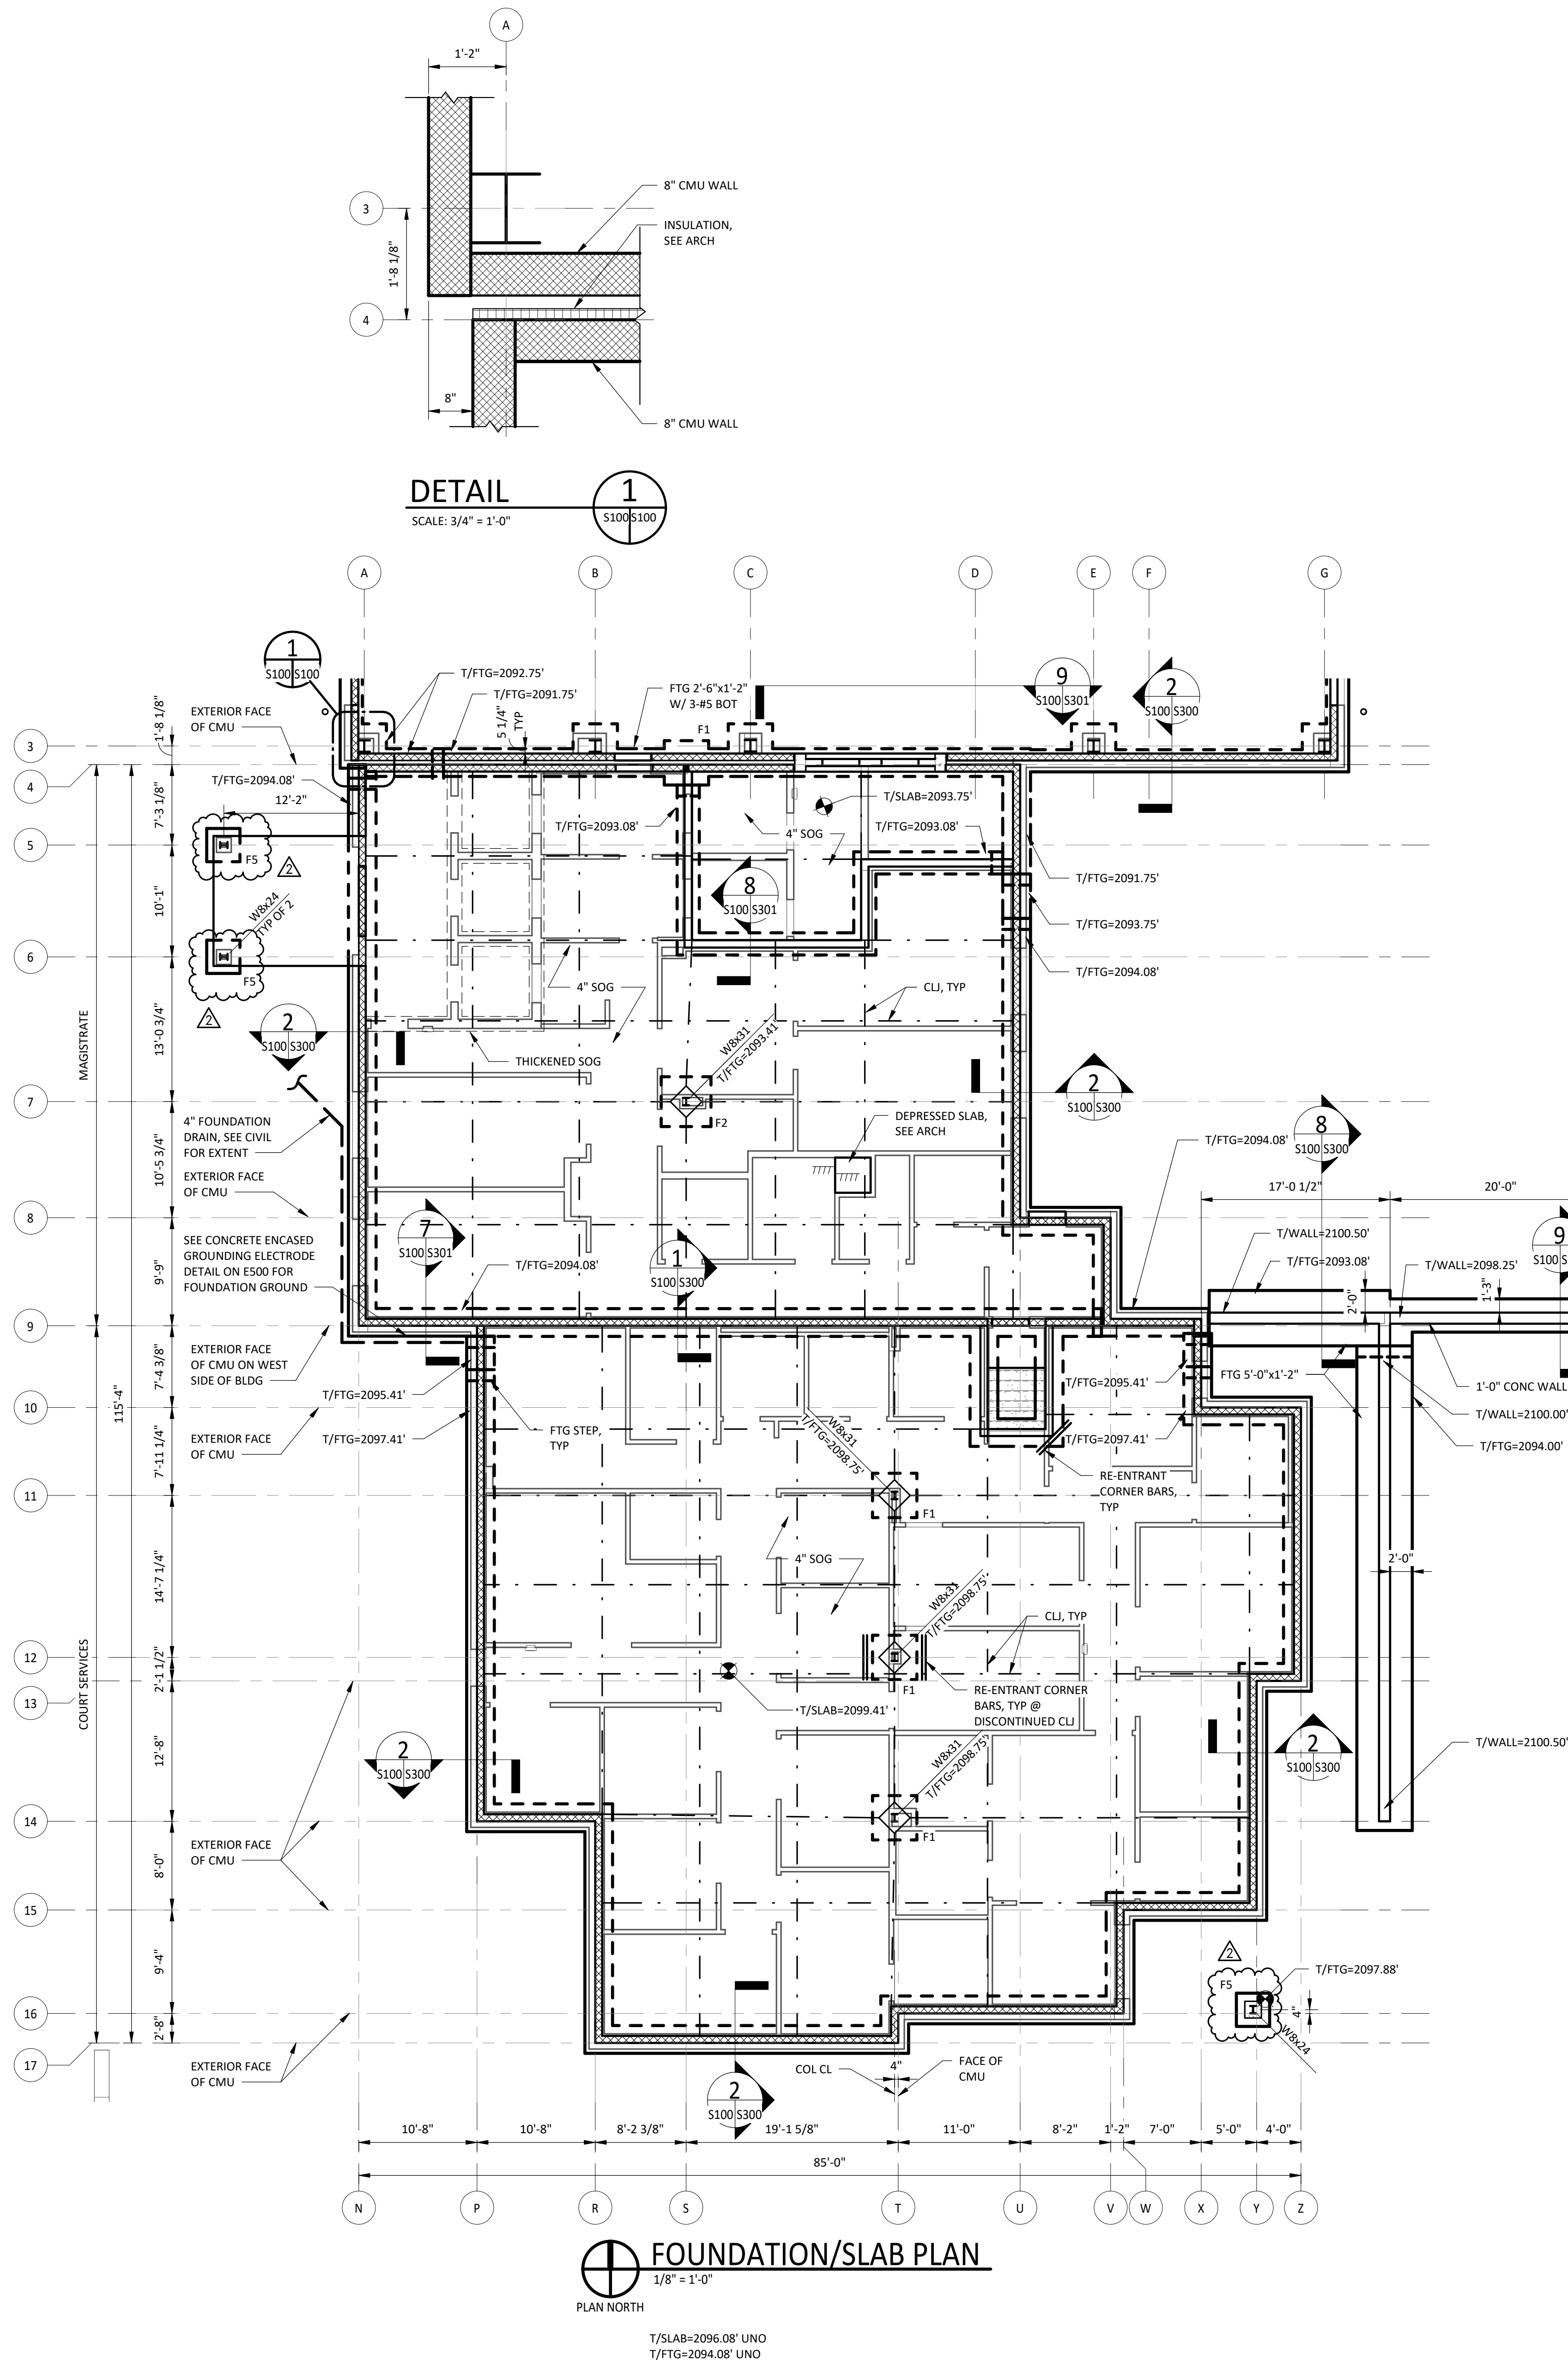 A
1'-2"
3
1'-8 1/8"
4
8"
8" CMU WALL
INSULATION,
SEE ARCH
8" CMU WALL
DETAIL
SCALE: 3/4" = 1'-0"
1
S100 S100
A
B
C
D
E
F
G
1
S100 S100
T/FTG=2092.75'
T/FTG=2091.75'
5 1/4"
TYP
FTG 2'-6"x1'-2"
W/ 3-#5 BOT
F1
9
S100 S301
2
S100 S300
EXTERIOR FACE
OF CMU
1'-8 1/8"
3
4
T/FTG=2094.08'
12'-2"
7'-3 1/8"
5
F5
2
T/FTG=2093.08'
T/SLAB=2093.75'
4" SOG
T/FTG=2093.08'
T/FTG=2091.75'
8
S100 S301
10'-1"
W8x24
TYP OF 2
T/FTG=2093.75'
6
F5
2
T/FTG=2094.08'
4" SOG
CLJ, TYP
MAGISTRATE
13'-0 3/4"
2
S100 S300
THICKENED SOG
W8x31
T/FTG=2093.41
2
S100 S300
7
F2
4" FOUNDATION
DRAIN, SEE CIVIL
FOR EXTENT
DEPRESSED SLAB,
SEE ARCH
T/FTG=2094.08'
8
S100 S300
10'-5 3/4"
EXTERIOR FACE
OF CMU
17'-0 1/2"
20'-0"
8
7
S100 S301
1
S100 S300
T/FTG=2094.08'
SEE CONCRETE ENCASED
GROUNDING ELECTRODE
DETAIL ON E500 FOR
FOUNDATION GROUND
T/WALL=2100.50'
T/FTG=2093.08'
T/WALL=2098.25'
9
S100 S
9'-9"
2'-0"
1'-3"
9
EXTERIOR FACE
OF CMU ON WEST
SIDE OF BLDG
7'-4 3/8"
T/FTG=2095.41'
T/FTG=2095.41'
FTG 5'-0"x1'-2"
1'-0" CONC WALL
115'-4"
10
T/WALL=2100.00'
EXTERIOR FACE
OF CMU
T/FTG=2097.41'
FTG STEP,
TYP
W8x31
T/FTG=2098.75'
T/FTG=2097.41'
T/FTG=2094.00'
7'-11 1/4"
RE-ENTRANT
CORNER BARS,
TYP
11
F1
4" SOG
2'-0"
14'-7 1/4"
W8x31
T/FTG=2098.75'
CLJ, TYP
12
2'-1 1/2"
F1
13
COURT SERVICES
T/SLAB=2099.41'
RE-ENTRANT CORNER
BARS, TYP @
DISCONTINUED CLJ
12'-8"
2
S100 S300
W8x31
T/FTG=2098.75'
2
S100 S300
T/WALL=2100.50'
14
F1
EXTERIOR FACE
OF CMU
8'-0"
15
9'-4"
2
T/FTG=2097.88'
F5
4"
W8x24
16
2'-8"
17
EXTERIOR FACE
OF CMU
COL CL
4"
FACE OF
CMU
2
S100 S300
10'-8"
10'-8"
8'-2 3/8"
19'-1 5/8"
11'-0"
8'-2"
1'-2"
7'-0"
5'-0"
4'-0"
85'-0"
N
P
R
S
T
U
V
W
X
Y
Z
FOUNDATION/SLAB PLAN
1/8" = 1'-0"
PLAN NORTH
T/SLAB=2096.08' UNO
T/FTG=2094.08' UNO